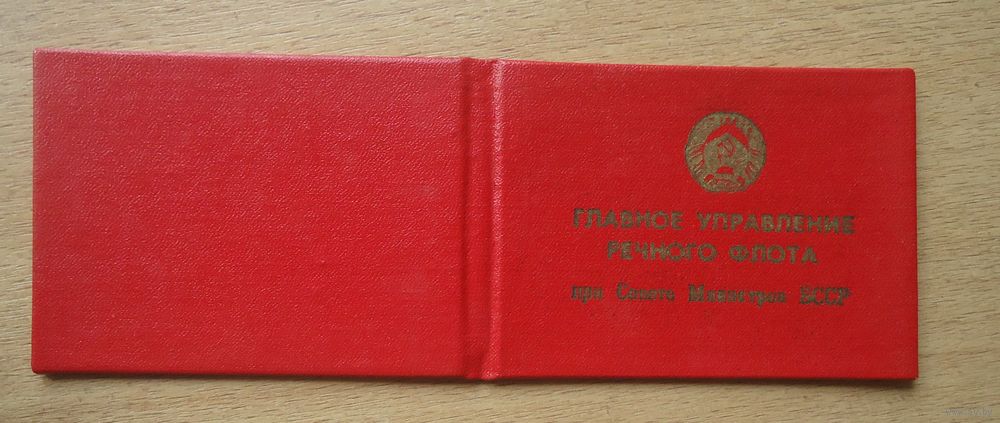 ГЛАВНОЕ УПРАВЛЕНИЕ
РЕЧНОГО ФЛОТА
при Совете Министров БССР